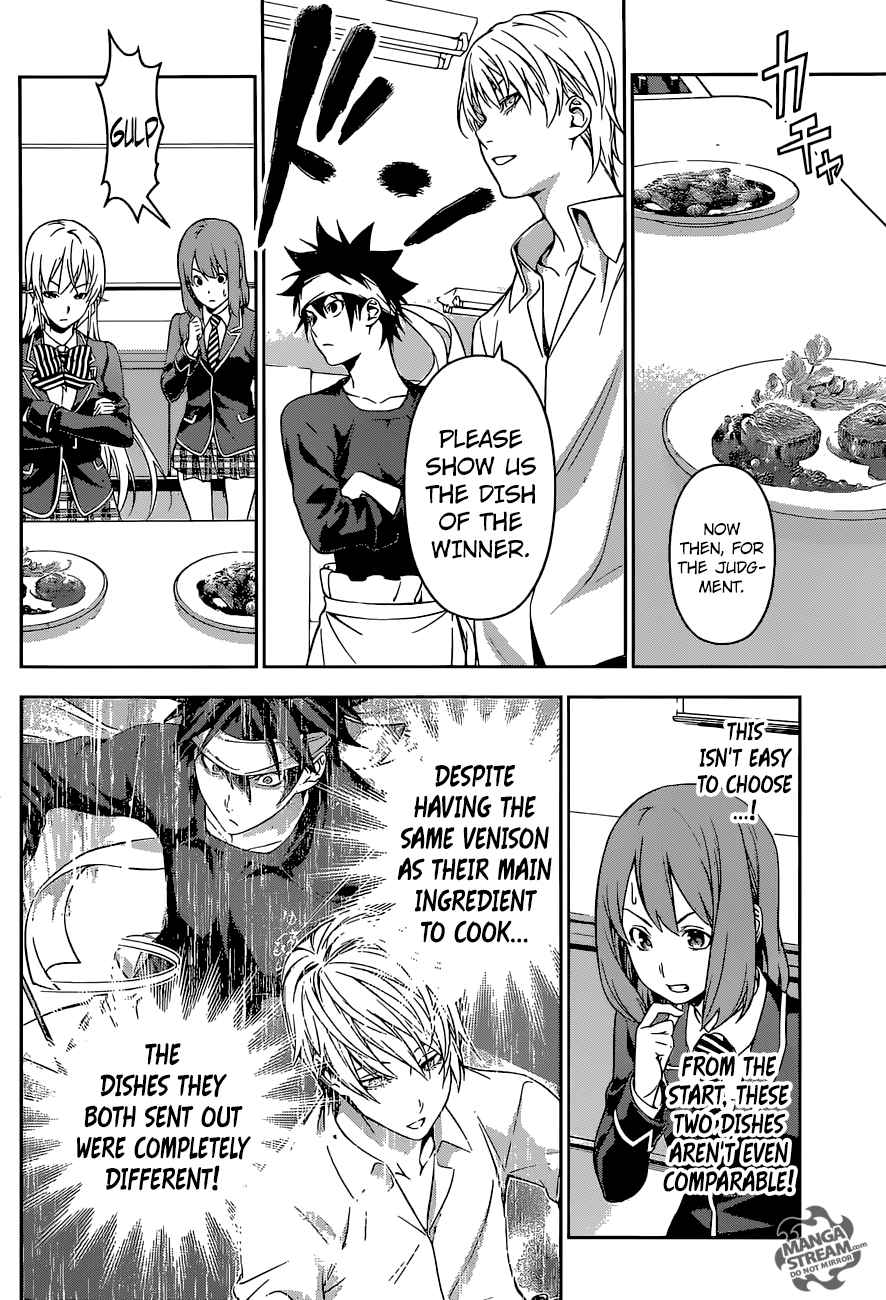 カチャ
NOW
THEN, FOR
THE JUDG-
MENT.
ドン
PLEASE
SHOW US
THE DISH
OF THE
WINNER.
GULP
THIS
ISN'T EASY
TO CHOOSE
...!
FROM THE
START, THESE
TWO DISHES
AREN'T EVEN
COMPARABLE!
DESPITE
HAVING THE
SAME VENISON
AS THEIR MAIN
INGREDIENT
TO COOK...
THE
DISHES THEY
BOTH SENT OUT
WERE COMPLETELY
DIFFERENT!
MANGA
STREAM.com
DO NOT MIRROR